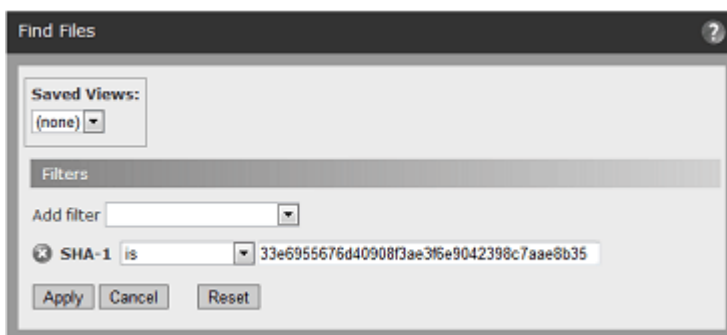 Find Files ?
Saved Views:
(none)
Filters
Add filter
SHA-1 is 33e6955676d40908f3ae3f6e9042398c7aae8b35
Apply Cancel Reset